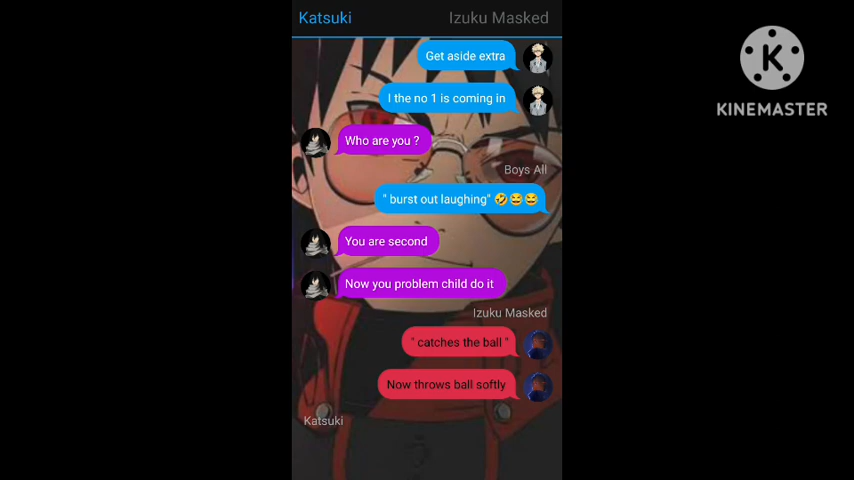 Katsuki
Izuku Masked
Get aside extra
I the no 1 is coming in
Who are you ?
Boys All
" burst out laughing" 🤣😂😂
You are second
Now you problem child do it
Izuku Masked
" catches the ball "
Now throws ball softly
Katsuki
K
KINEMASTER